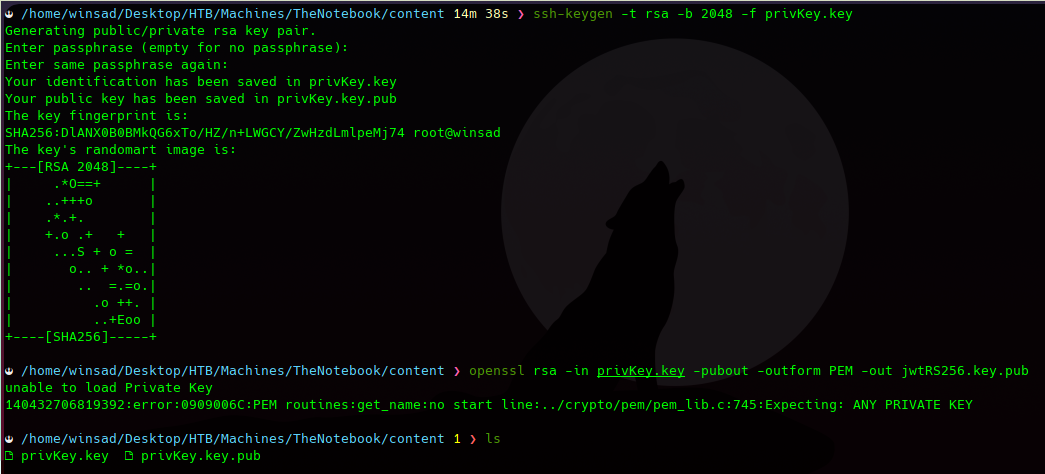 /home/winsad/Desktop/HTB/Machines/TheNotebook/content 14m 38s ❯ ssh-keygen -t rsa -b 2048 -f privKey.key
Generating public/private rsa key pair.
Enter passphrase (empty for no passphrase):
Enter same passphrase again:
Your identification has been saved in privKey.key
Your public key has been saved in privKey.key.pub
The key fingerprint is:
SHA256:DlANX0B0BMkQG6xTo/HZ/n+LWGCY/ZwHzdLmlpeMj74 root@winsad
The key's randomart image is:
+---[RSA 2048]----+
|     .*O==+      |
|    ..+++o       |
|    .*.+.        |
|    +.o .+   +   |
|     ...S + o =  |
|       o.. + *o..|
|        ..  =.=o.|
|          .o ++. |
|          ..+Eoo |
+----[SHA256]-----+
/home/winsad/Desktop/HTB/Machines/TheNotebook/content ❯ openssl rsa -in privKey.key -pubout -outform PEM -out jwtRS256.key.pub
unable to load Private Key
140432706819392:error:0909006C:PEM routines:get_name:no start line:../crypto/pem/pem_lib.c:745:Expecting: ANY PRIVATE KEY
/home/winsad/Desktop/HTB/Machines/TheNotebook/content 1 ❯ ls
privKey.key privKey.key.pub